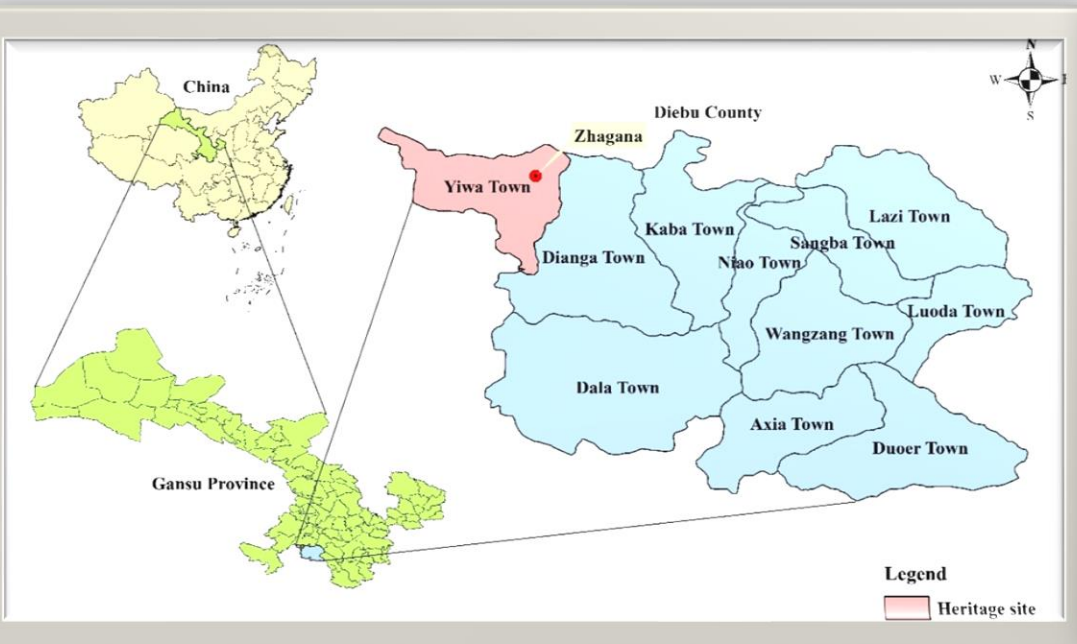 N
W
S
China
Diebu County
Zhagana
Yiwa Town
Lazi Town
Kaba Town
Sangba Town
Dianga Town
Niao Town
Luoda Town
Wangzang Town
Dala Town
Axia Town
Duoer Town
Gansu Province
Legend
Heritage site